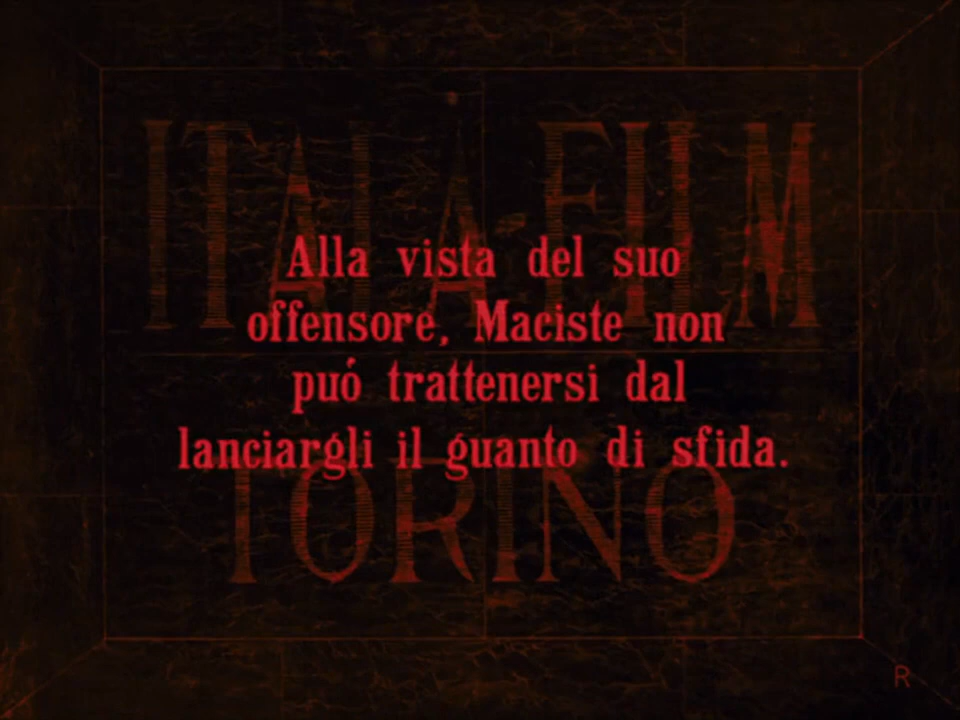 ITALA FILM
Alla vista del suo
offensore, Maciste non
puó trattenersi dal
lanciargli il guanto di sfida.
TORINO
R